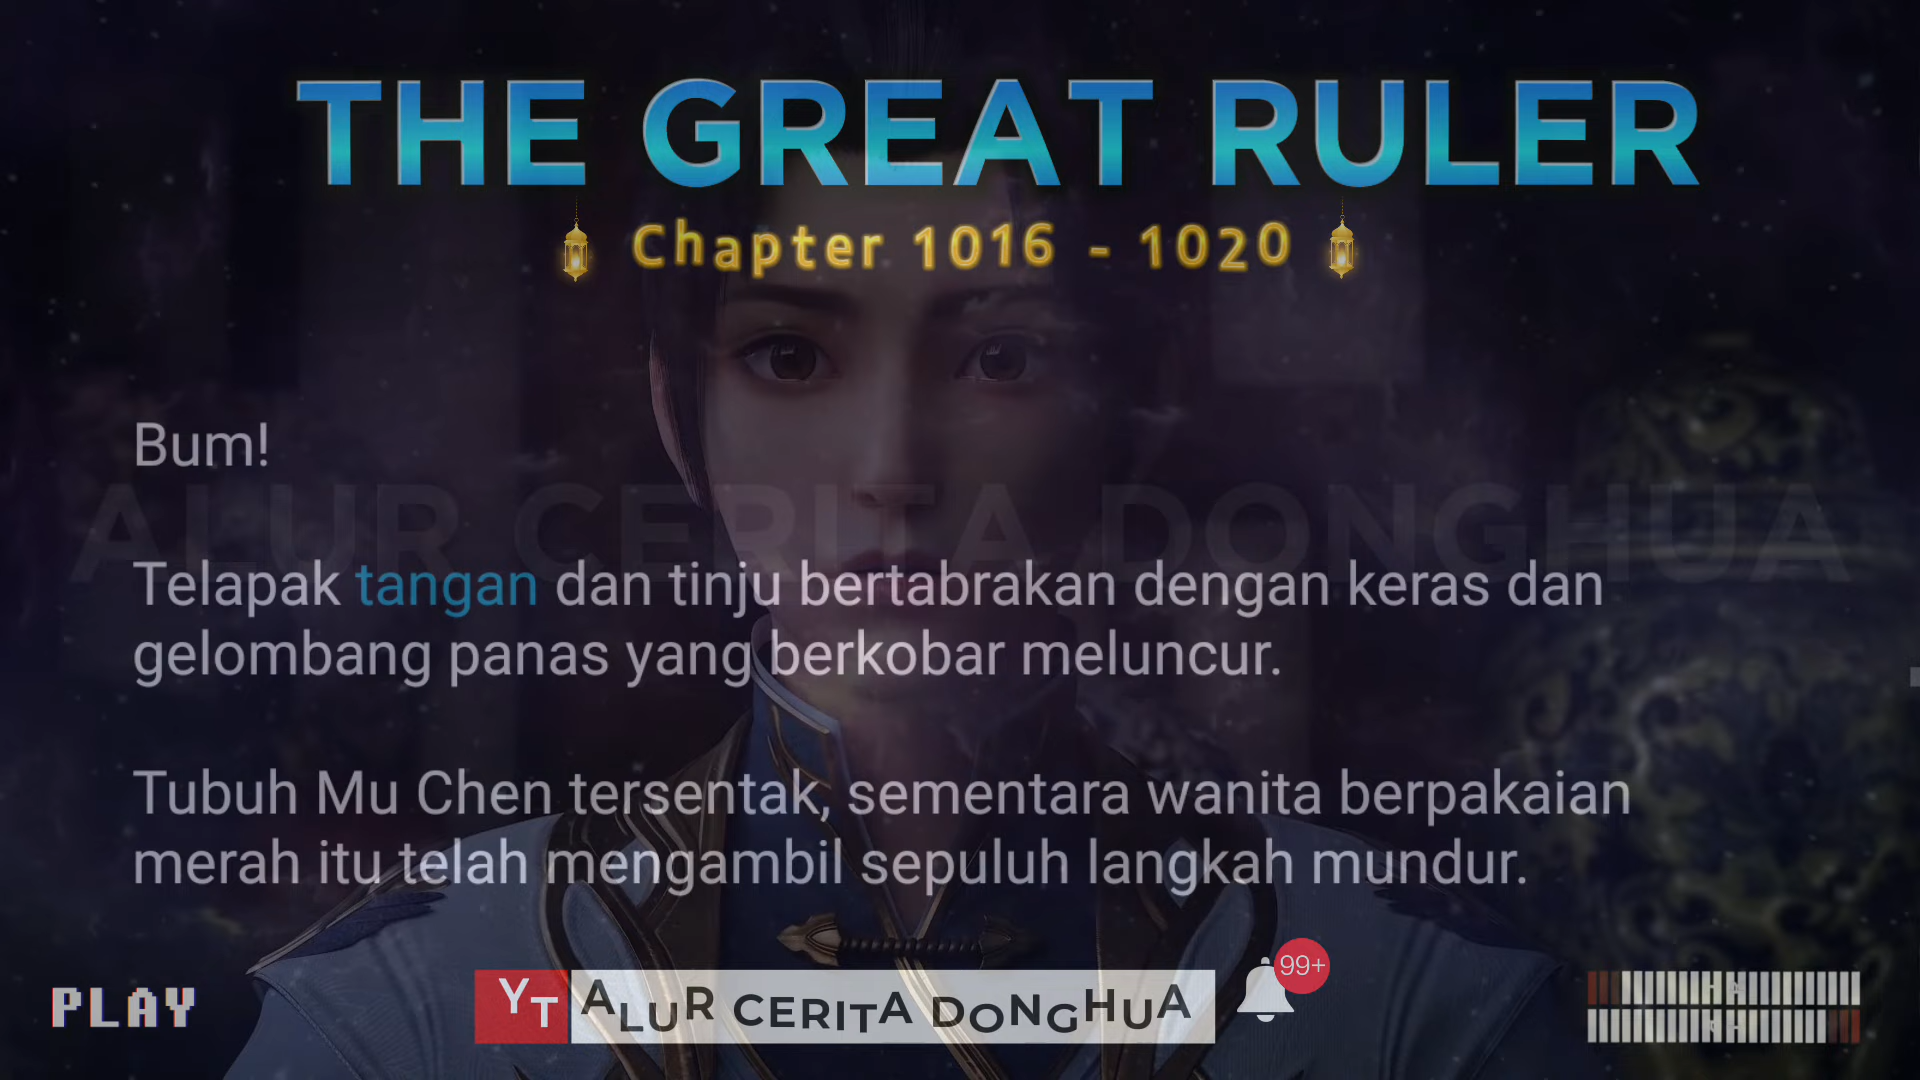 THE GREAT RULER
Chapter 1016 - 1020
Bum!
ALUR CERITA DONGHUA
Telapak tangan dan tinju bertabrakan dengan keras dan
gelombang panas yang berkobar meluncur.
Tubuh Mu Chen tersentak, sementara wanita berpakaian
merah itu telah mengambil sepuluh langkah mundur.
PLAY
YT ALUR CERITA DONGHUA
99+